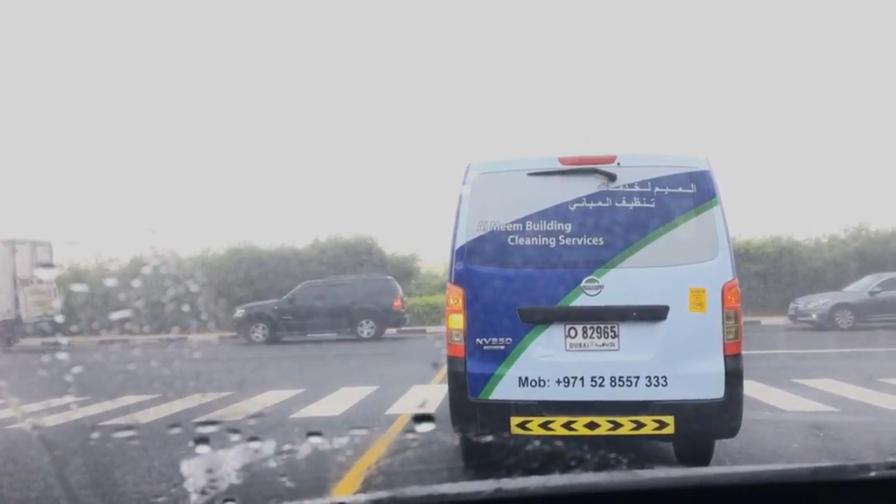 الميم لخدمات
تنظيف المباني
Al Meem Building
Cleaning Services
NV350
O 82965
DUBAI
Mob: +971 52 8557 333